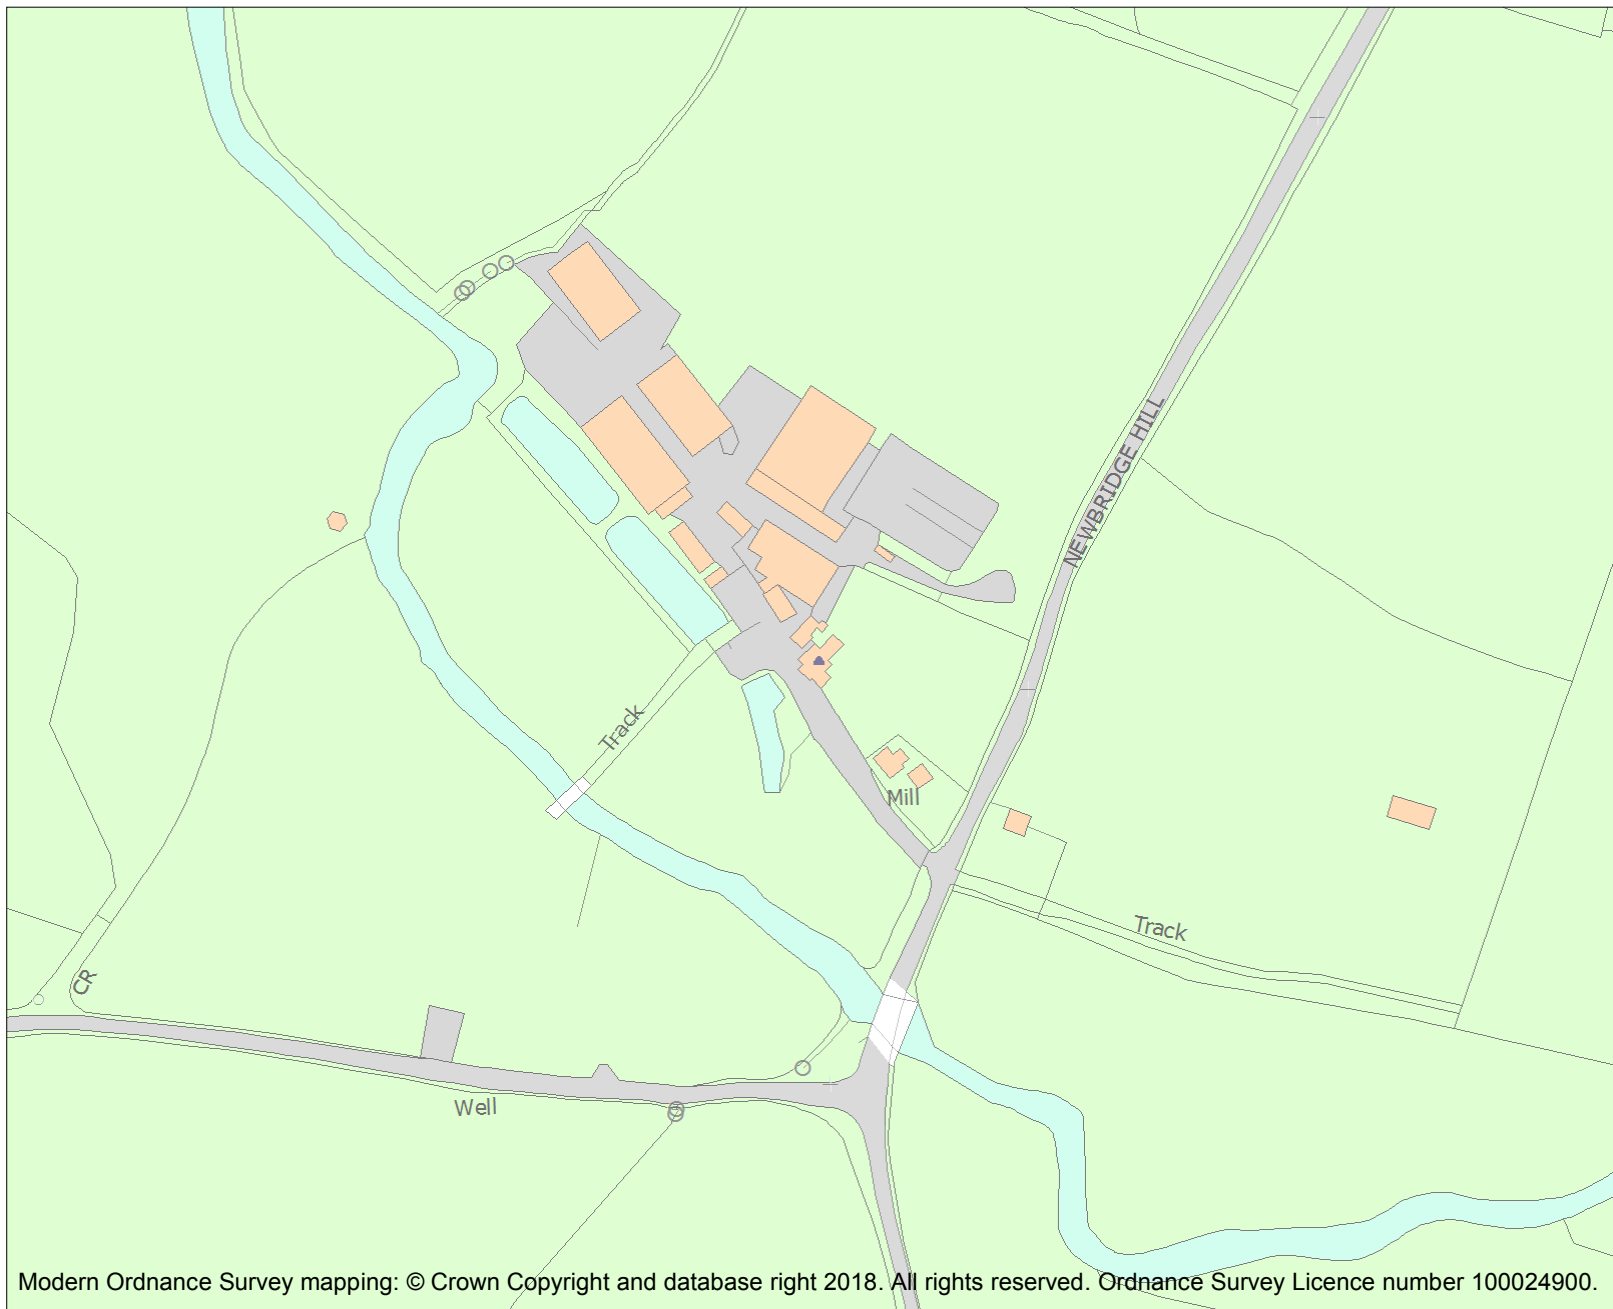 NEWBRIDGE HILL
Track
Mill
Track
CR
Well
Modern Ordnance Survey mapping: © Crown Copyright and database right 2018. All rights reserved. Ordnance Survey Licence number 100024900.